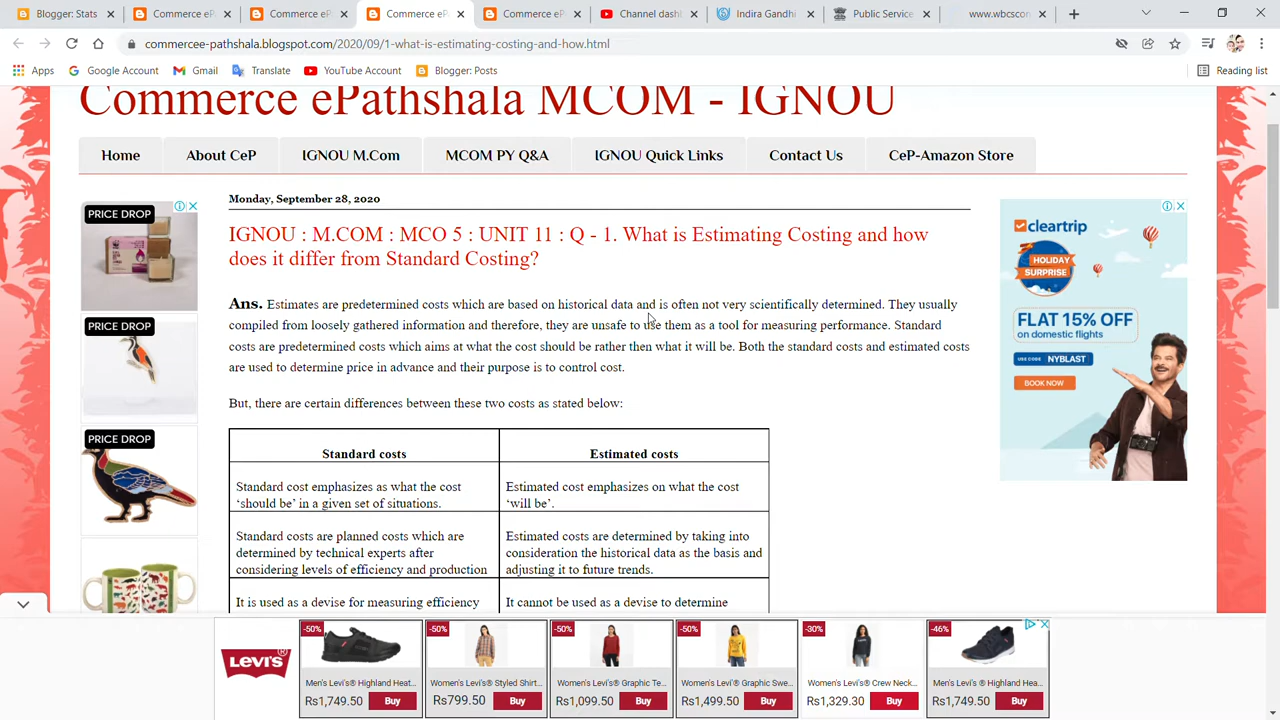 Blogger: Stats
Commerce eP
Commerce eP
Commerce eP
Commerce eP
Channel dash
Indira Gandhi
Public Service
www.wbcscon
commercee-pathshala.blogspot.com/2020/09/1-what-is-estimating-costing-and-how.html
Apps
Google Account
Gmail
Translate
YouTube Account
Blogger: Posts
Reading list
Commerce ePathshala MCOM - IGNOU
Home
About CeP
IGNOU M.Com
MCOM PY Q&A
IGNOU Quick Links
Contact Us
CeP-Amazon Store
Monday, September 28, 2020
IGNOU : M.COM : MCO 5 : UNIT 11 : Q - 1. What is Estimating Costing and how
does it differ from Standard Costing?
Ans. Estimates are predetermined costs which are based on historical data and is often not very scientifically determined. They usually
compiled from loosely gathered information and therefore, they are unsafe to use them as a tool for measuring performance. Standard
costs are predetermined which aims at what the cost should be rather then what it will be. Both the standard costs and estimated costs
are used to determine price in advance and their purpose is to control cost.
But, there are certain differences between these two costs as stated below:
Standard costs
Estimated costs
Standard cost emphasizes as what the cost
‘should be’ in a given set of situations.
Estimated cost emphasizes on what the cost
‘will be’.
Standard costs are planned costs which are
determined by technical experts after
considering levels of efficiency and production
Estimated costs are determined by taking into
consideration the historical data as the basis and
adjusting it to future trends.
It is used as a devise for measuring efficiency
It cannot be used as a devise to determine
PRICE DROP
PRICE DROP
PRICE DROP
cleartrip
HOLIDAY
SURPRISE
FLAT 15% OFF
on domestic flights
USE CODE NYBLAST
BOOK NOW
LEVI'S®
-50%
Men's Levi's® Highland Heat...
Rs1,749.50
Buy
-50%
Women's Levi's® Styled Shirt...
Rs799.50
Buy
-50%
Women's Levi's® Graphic Te...
Rs1,099.50
Buy
-50%
Women's Levi's® Graphic Swe...
Rs1,499.50
Buy
-30%
Women's Levi's® Crew Neck...
Rs1,329.30
Buy
-46%
Men's Levi's ® Highland Hea...
Rs1,749.50
Buy